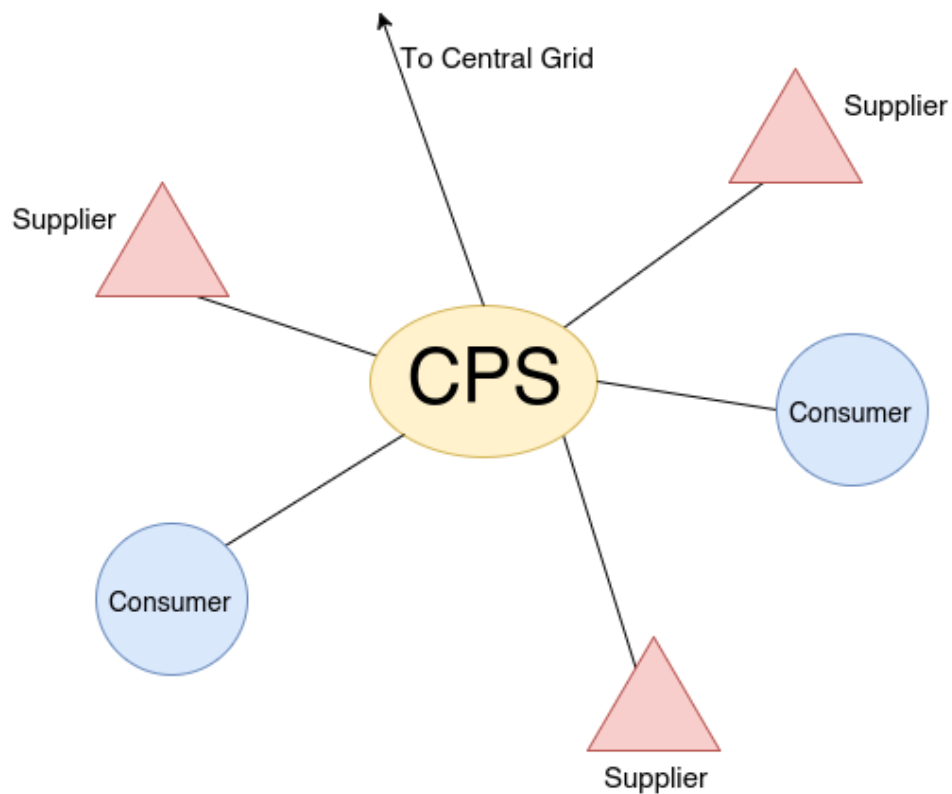 To Central Grid
Supplier
Supplier
CPS
Consumer
Consumer
Supplier